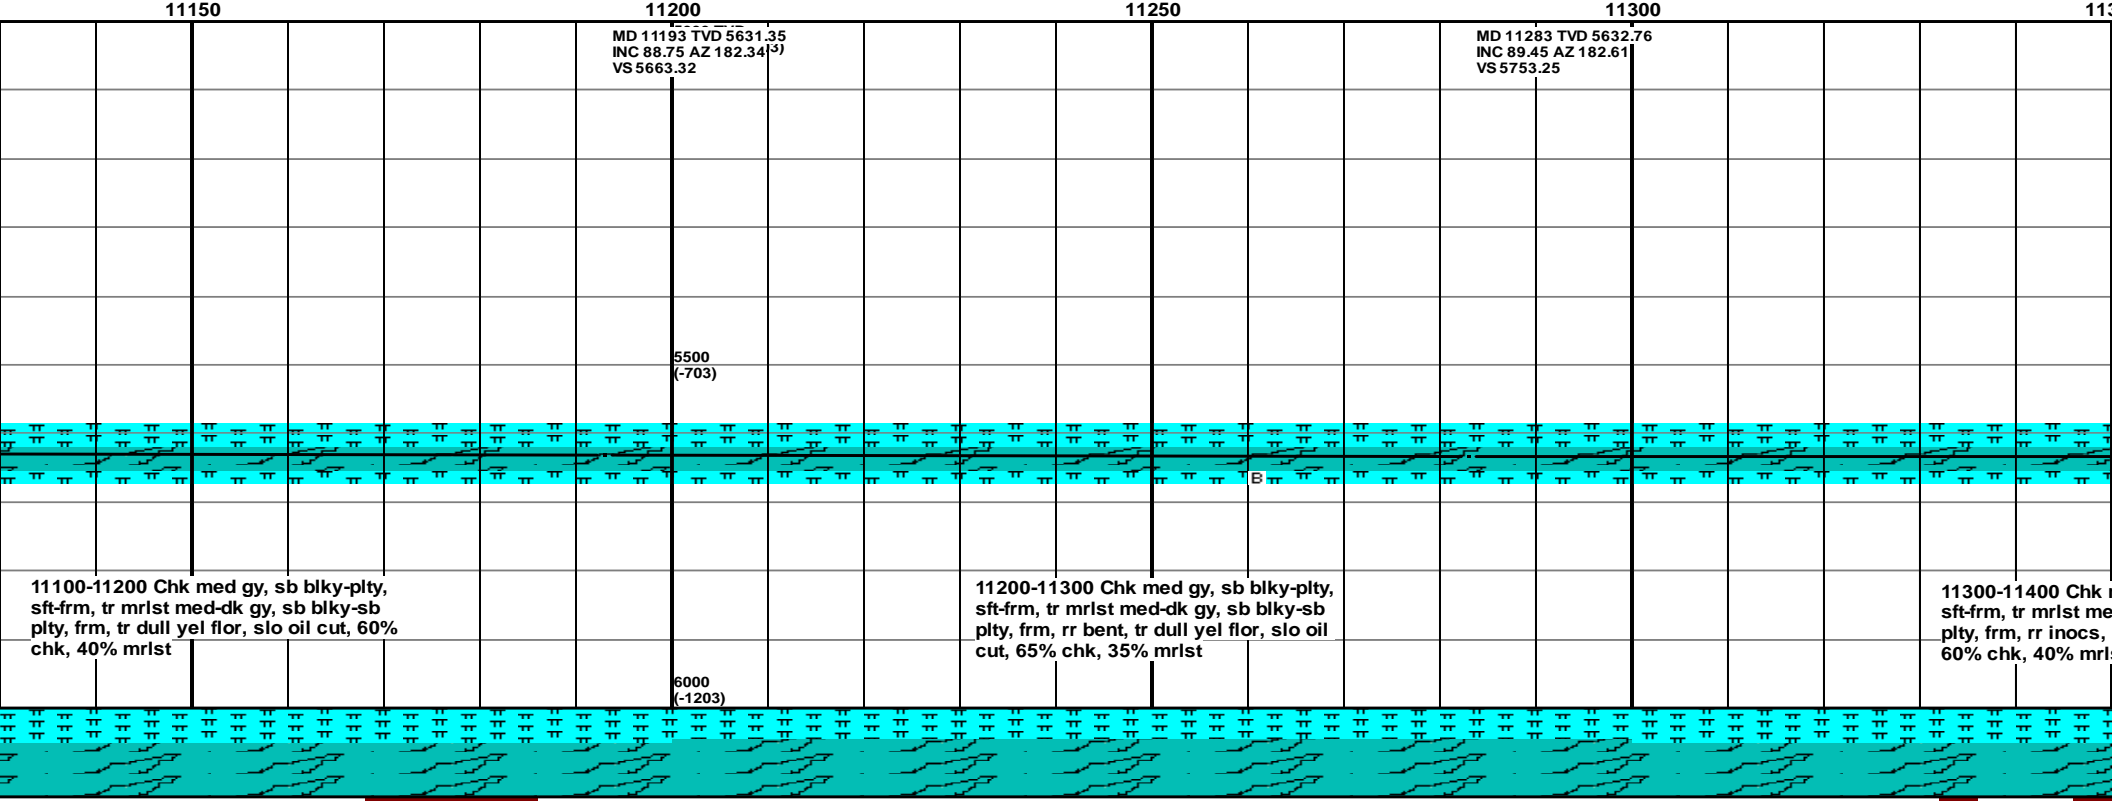 11150
11200
11250
11300
113
MD 11193 TVD 5631.35
INC 88.75 AZ 182.34
VS 5663.32
MD 11283 TVD 5632.76
INC 89.45 AZ 182.61
VS 5753.25
5500
(-703)
B
11100-11200 Chk med gy, sb blky-plty,
sft-frm, tr mrlst med-dk gy, sb blky-sb
plty, frm, tr dull yel flor, slo oil cut, 60%
chk, 40% mrlst
11200-11300 Chk med gy, sb blky-plty,
sft-frm, tr mrlst med-dk gy, sb blky-sb
plty, frm, rr bent, tr dull yel flor, slo oil
cut, 65% chk, 35% mrlst
11300-11400 Chk
sft-frm, tr mrlst me
plty, frm, rr inocs,
60% chk, 40% mrl
6000
(-1203)